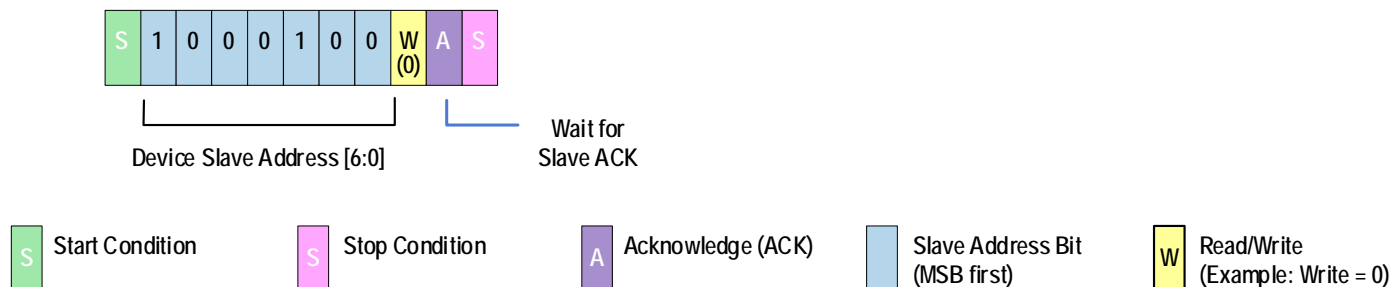 S 1 0 0 0 1 0 0 W (0) A S
Wait for
Slave ACK
Device Slave Address [6:0]
S Start Condition
S Stop Condition
A Acknowledge (ACK)
Slave Address Bit
(MSB first)
W Read/Write
(Example: Write = 0)